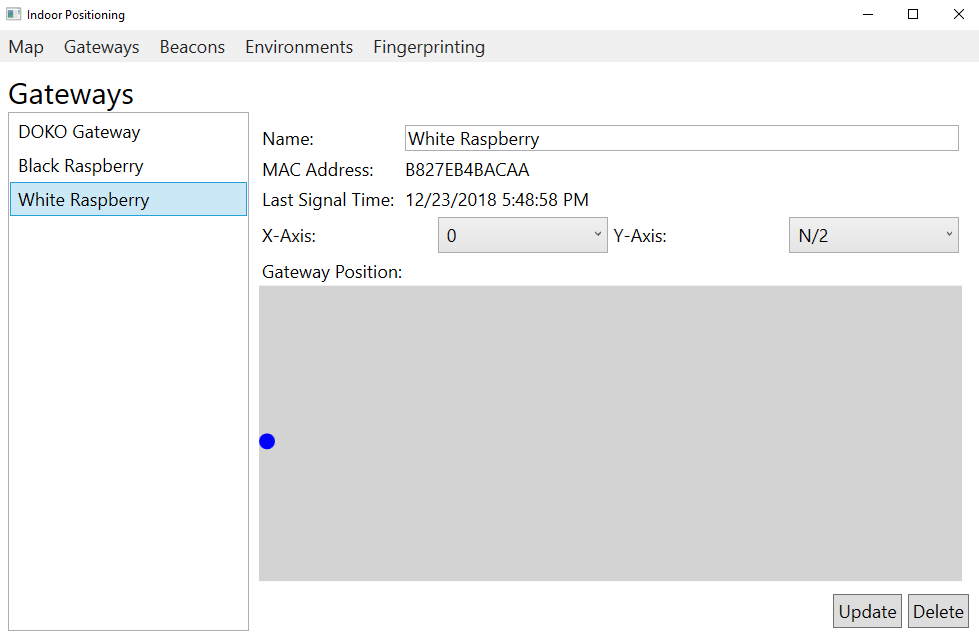 Indoor Positioning
Map Gateways Beacons Environments Fingerprinting
Gateways
DOKO Gateway
Black Raspberry
White Raspberry
Name: White Raspberry
MAC Address: B827EB4BACAA
Last Signal Time: 12/23/2018 5:48:58 PM
X-Axis: 0 Y-Axis: N/2
Gateway Position:
Update Delete